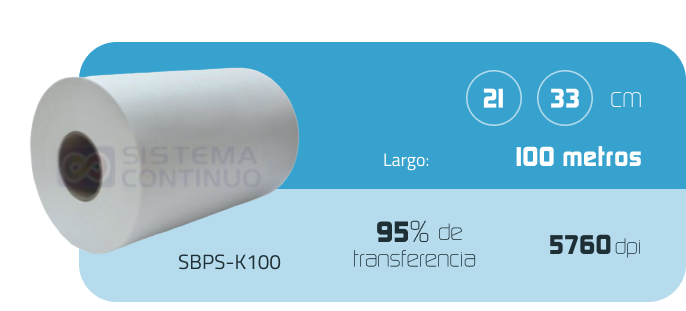 21 33 cm
SISTEMA
CONTINUO
Largo: 100 metros
95% de
transferencia
5760 dpi
SBPS-K100